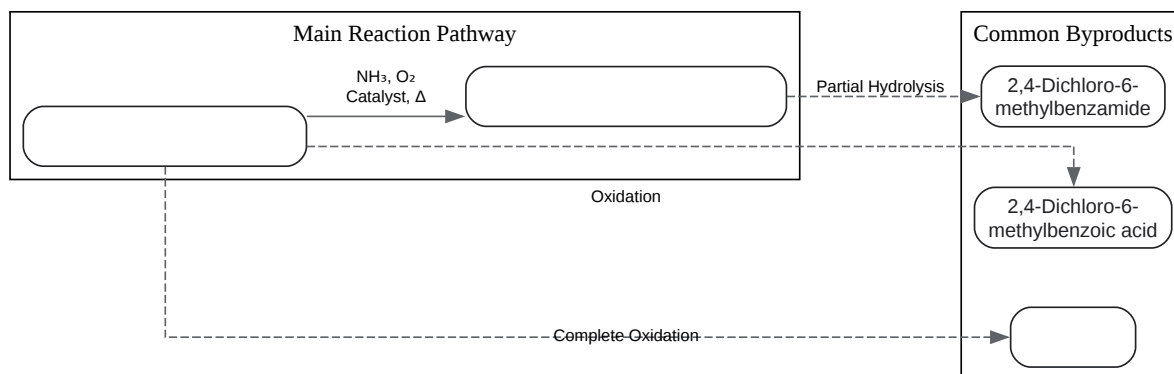 Main Reaction Pathway
NH₃, O₂
Catalyst, Δ
Partial Hydrolysis
Oxidation
Complete Oxidation
Common Byproducts
2,4-Dichloro-6-
methylbenzamide
2,4-Dichloro-6-
methylbenzoic acid